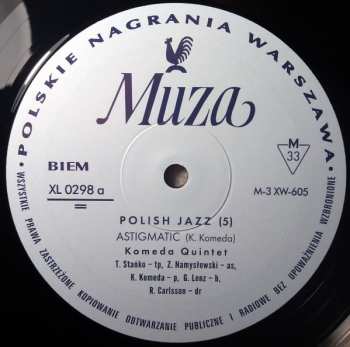 • POLSKIE NAGRANIA WARSZAWA •
Muza
BIEM
M
33
XL 0298 a
M-3 XW-605
POLISH JAZZ (5)
ASTIGMATIC (K. Komeda)
Komeda Quintet
T. Stańko – tp, Z. Namysłowski – as,
K. Komeda – p, G. Lenz – b,
R. Carlsson – dr
WSZYSTKIE PRAWA ZASTRZEŻONE KOPIOWANIE ODTWARZANIE PUBLICZNE I RADIOWE BEZ UPOWAŻNIENIA WZBRONIONE